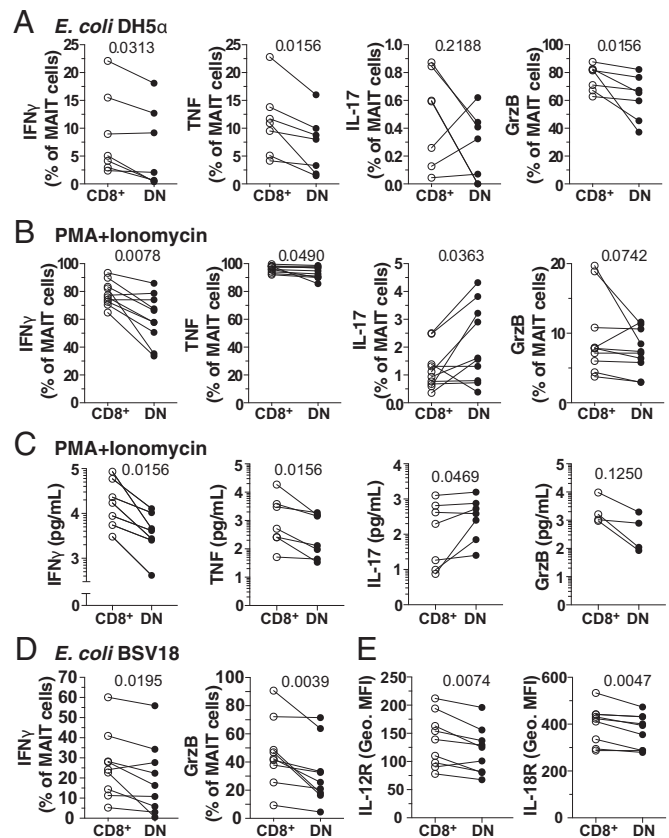 A E. coli DH5α
0.0313
IFNγ
(% of MAIT cells)
25
20
15
10
5
0
CD8+ DN
0.0156
TNF
(% of MAIT cells)
25
20
15
10
5
0
CD8+ DN
0.2188
IL-17
(% of MAIT cells)
1.0
0.8
0.6
0.4
0.2
0.0
CD8+ DN
0.0156
GrzB
(% of MAIT cells)
100
80
60
40
20
0
CD8+ DN
B PMA+Ionomycin
0.0078
IFNγ
(% of MAIT cells)
100
80
60
40
20
0
CD8+ DN
0.0490
TNF
(% of MAIT cells)
100
80
60
40
20
0
CD8+ DN
0.0363
IL-17
(% of MAIT cells)
5
4
3
2
1
0.0
CD8+ DN
0.0742
GrzB
(% of MAIT cells)
20
10
0
CD8+ DN
C PMA+Ionomycin
0.0156
IFNγ (pg/mL)
5
4
0
CD8+ DN
0.0156
TNF (pg/mL)
5
4
3
2
1
0
CD8+ DN
0.0469
IL-17 (pg/mL)
4
3
2
1
0
CD8+ DN
0.1250
GrzB (pg/mL)
5
4
3
2
1
0
CD8+ DN
D E. coli BSV18
0.0195
IFNγ
(% of MAIT cells)
70
60
50
40
30
20
10
0
CD8+ DN
0.0039
GrzB
(% of MAIT cells)
100
80
60
40
20
0
CD8+ DN
E
0.0074
IL-12R (Geo. MFI)
250
200
150
100
50
0
CD8+ DN
0.0047
IL-18R (Geo. MFI)
600
400
200
0
CD8+ DN